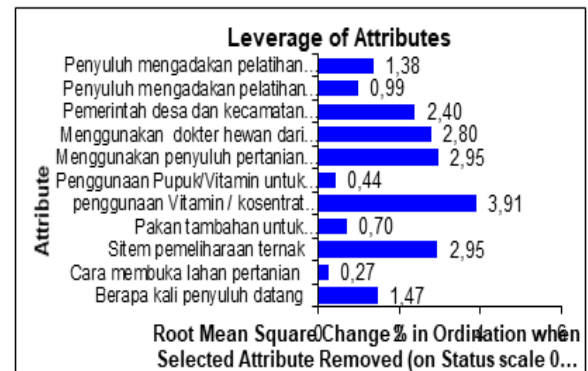 Leverage of Attributes
Attribute
Penyuluh mengadakan pelatihan... 1,38
Penyuluh mengadakan pelatihan... 0,99
Pemerintah desa dan kecamatan... 2,40
Menggunakan dokter hewan dari... 2,80
Menggunakan penyuluh pertanian... 2,95
Penggunaan Pupuk/Vitamin untuk... 0,44
penggunaan Vitamin / kosentrat... 3,91
Pakan tambahan untuk... 0,70
Sitem pemeliharaan ternak 2,95
Cara membuka lahan pertanian 0,27
Berapa kali penyuluh datang 1,47
0 2 4 6
Root Mean Square Change % in Ordination when
Selected Attribute Removed (on Status scale 0...